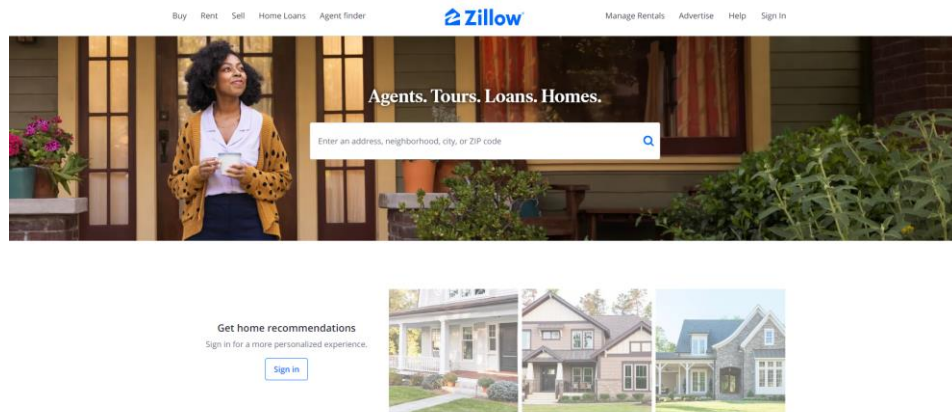 Buy Rent Sell Home Loans Agent finder Zillow Manage Rentals Advertise Help Sign In
Agents. Tours. Loans. Homes.
Enter an address, neighborhood, city, or ZIP code
Get home recommendations
Sign in for a more personalized experience.
Sign in